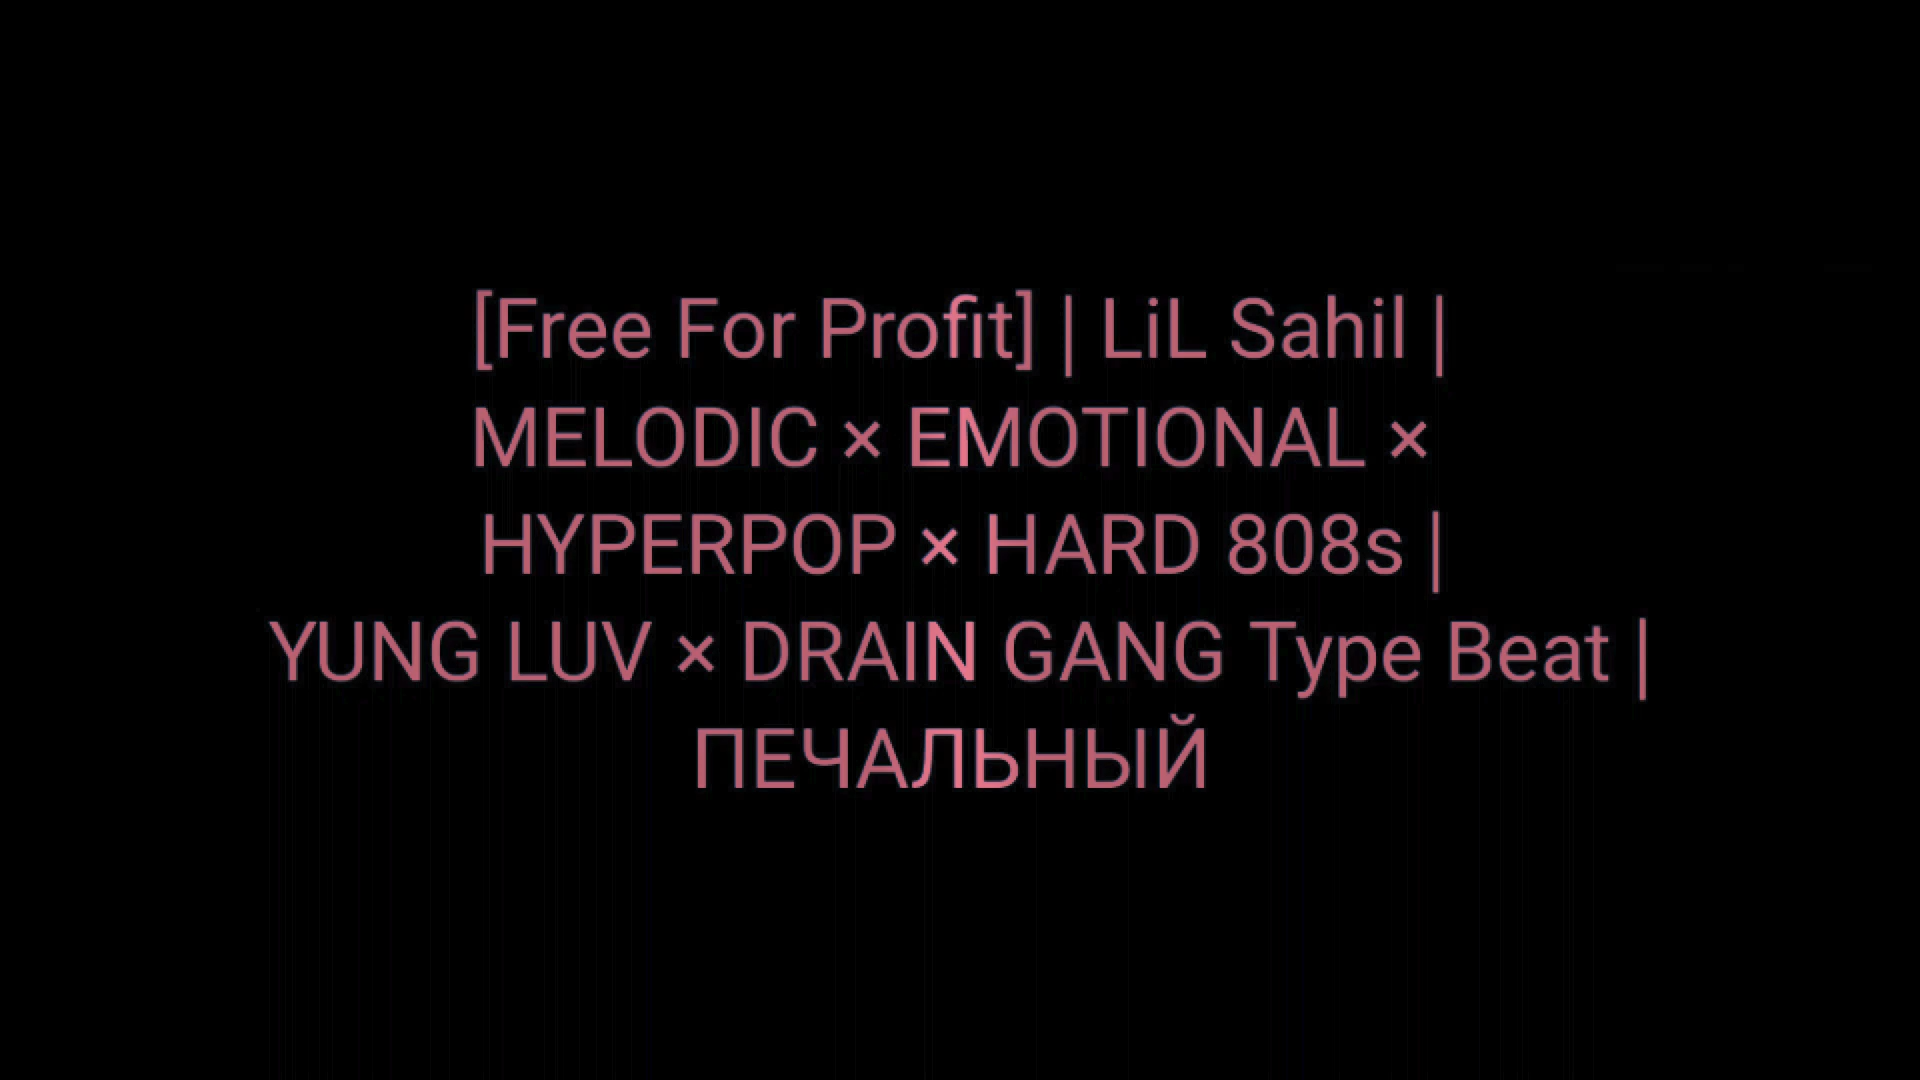 [Free For Profit] | LiL Sahil |
MELODIC × EMOTIONAL ×
HYPERPOP × HARD 808s |
YUNG LUV × DRAIN GANG Type Beat |
ПЕЧАЛЬНЫЙ